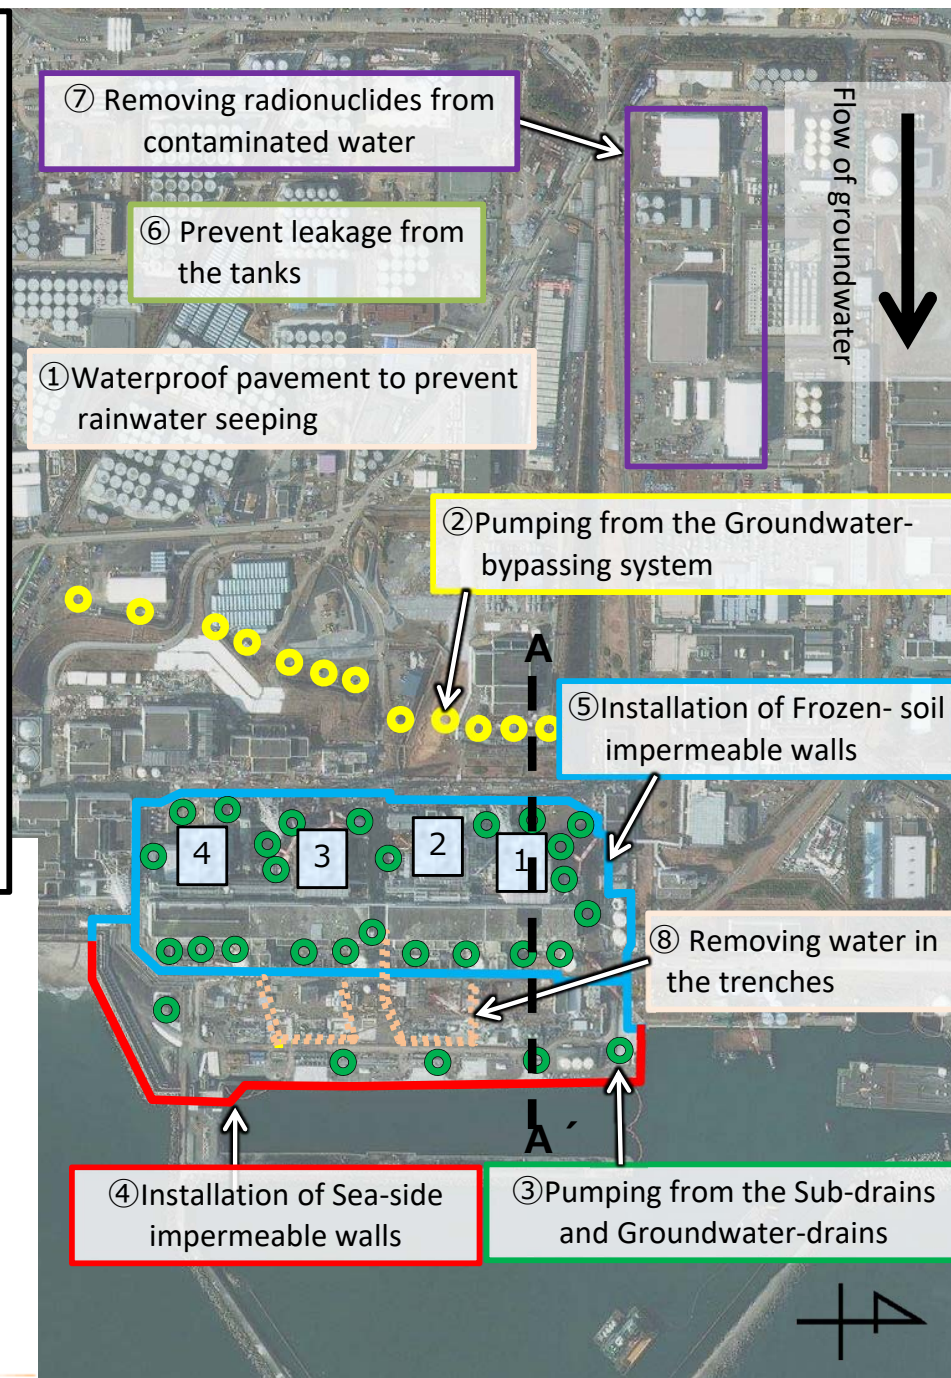 ⑦ Removing radionuclides from
contaminated water
Flow of groundwater
⑥ Prevent leakage from
the tanks
①Waterproof pavement to prevent
rainwater seeping
②Pumping from the Groundwater-
bypassing system
A
⑤Installation of Frozen- soil
impermeable walls
4
3
2
1
⑧ Removing water in
the trenches
A´
④Installation of Sea-side
impermeable walls
③Pumping from the Sub-drains
and Groundwater-drains